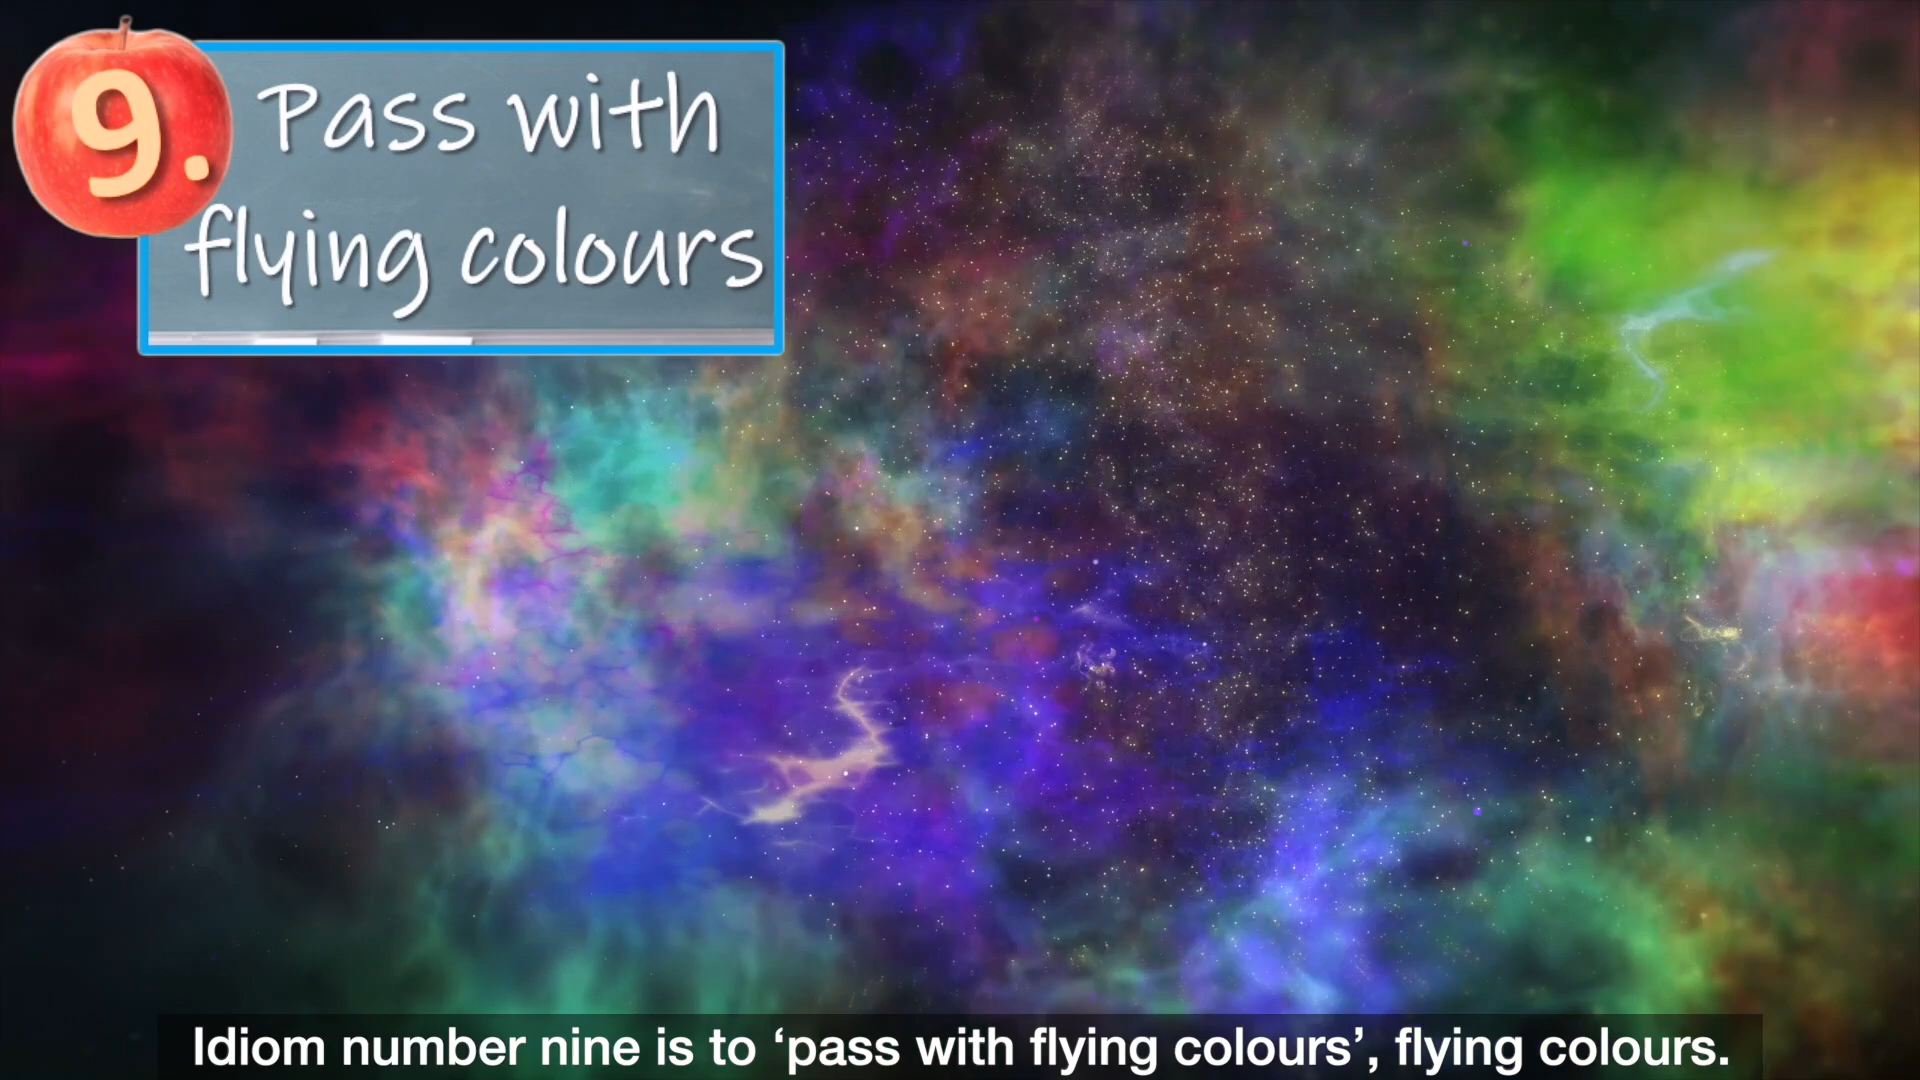 9.
Pass with
flying colours
Idiom number nine is to ‘pass with flying colours’, flying colours.